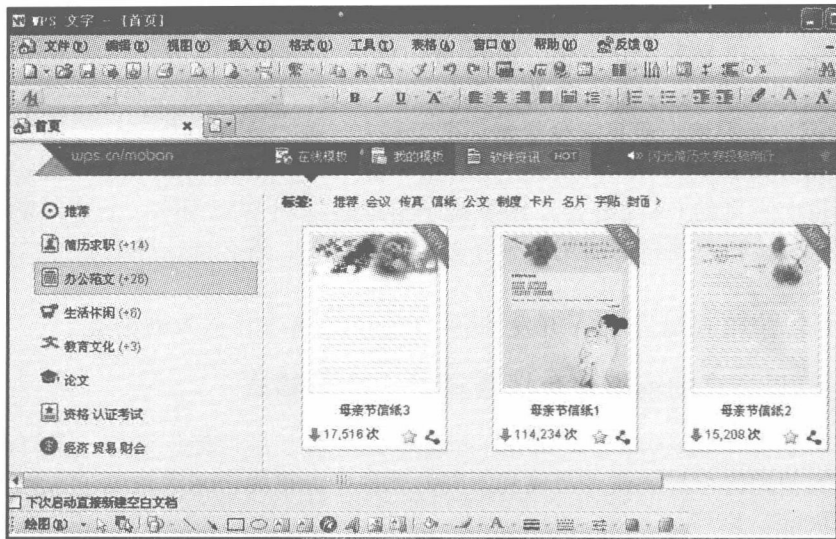 WPS 文字 - [首页]
文件(F) 编辑(E) 视图(V) 插入(I) 格式(O) 工具(T) 表格(A) 窗口(W) 帮助(H) 反馈(B)
0 %
B I U A
首页
wps.cn/moban 在线模板 我的模板 软件资讯 HOT
推荐
简历求职 (+14)
办公范文 (+26)
生活休闲 (+6)
教育文化 (+3)
论文
资格 认证考试
经济 贸易 财会
标签: 推荐 会议 传真 信纸 公文 制度 卡片 名片 字贴 封面
母亲节信纸3
17,516 次
母亲节信纸1
114,234 次
母亲节信纸2
15,208 次
下次启动直接新建空白文档
绘图(R)